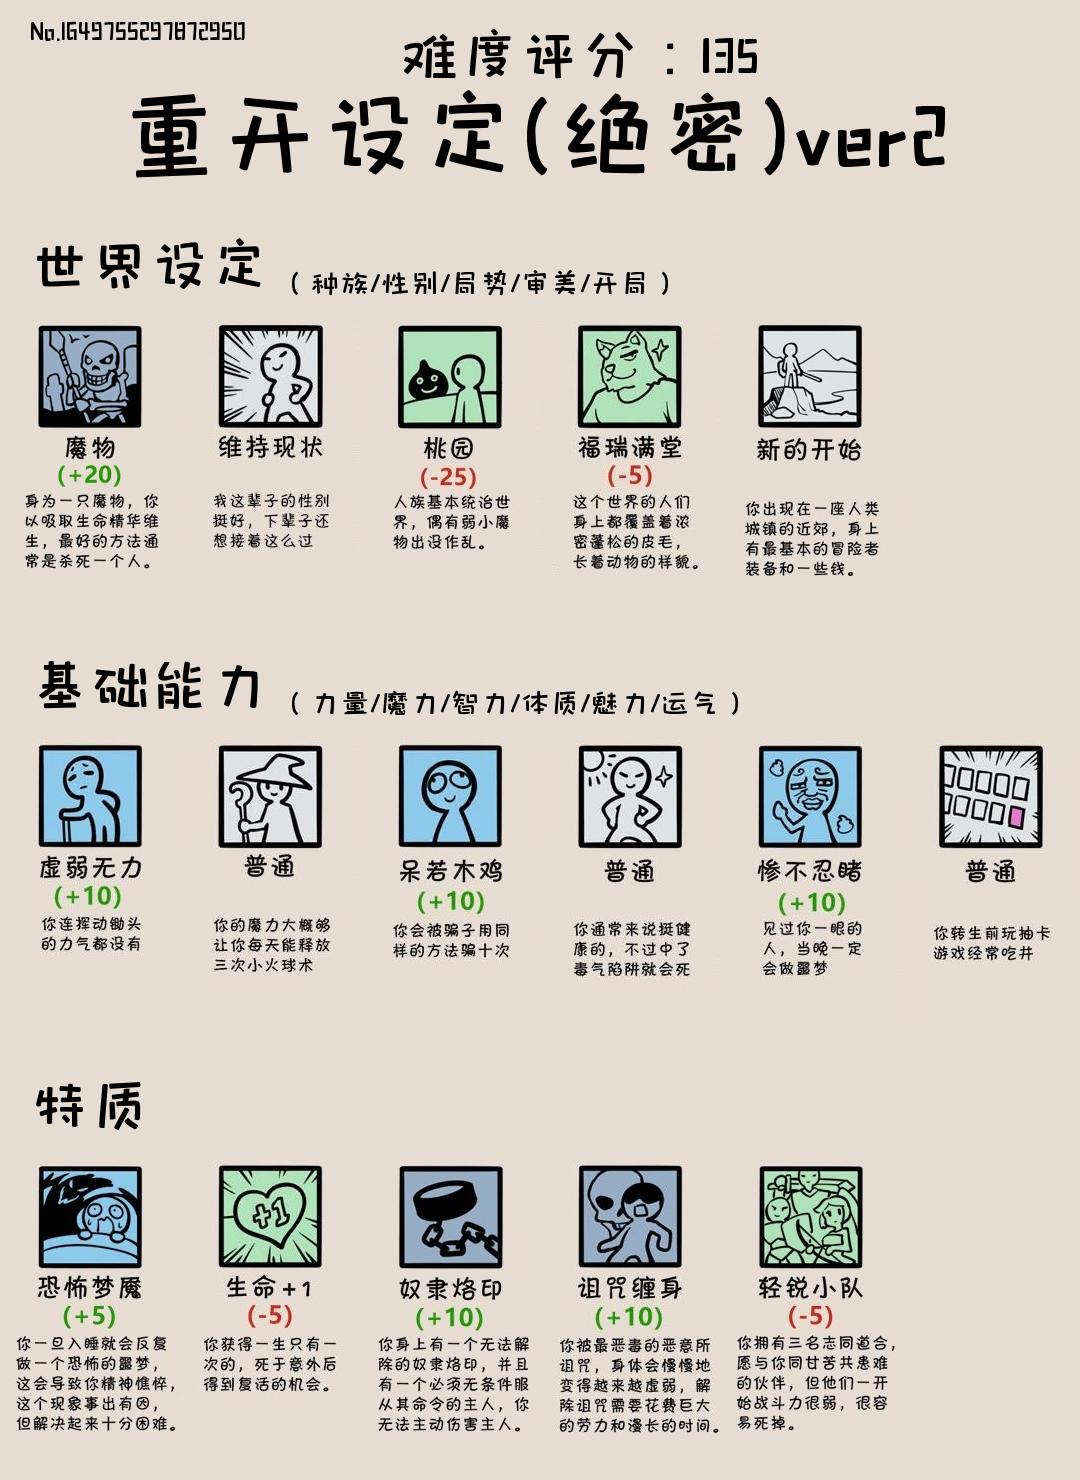 No.1649755297872950
难度评分：135
重开设定(绝密)ver2
世界设定（种族/性别/局势/审美/开局）
魔物
(+20)
身为一只魔物，你
以吸取生命精华维
生，最好的方法通
常是杀死一个人。
维持现状
我这辈子的性别
挺好，下辈子还
想接着这么过
桃园
(-25)
人族基本统治世
界，偶有弱小魔
物出没作乱。
福瑞满堂
(-5)
这个世界的人们
身上都覆盖着浓
密蓬松的皮毛，
长着动物的样貌。
新的开始
你出现在一座人类
城镇的近郊，身上
有最基本的冒险者
装备和一些钱。
基础能力（力量/魔力/智力/体质/魅力/运气）
虚弱无力
(+10)
你连挥动锄头
的力气都没有
普通
你的魔力大概够
让你每天能释放
三次小火球术
呆若木鸡
(+10)
你会被骗子用同
样的方法骗十次
普通
你通常来说挺健
康的，不过中了
毒气陷阱就会死
惨不忍睹
(+10)
见过你一眼的
人，当晚一定
会做噩梦
普通
你转生前玩抽卡
游戏经常吃井
特质
恐怖梦魇
(+5)
你一旦入睡就会反复
做一个恐怖的噩梦，
这会导致你精神憔悴，
这个现象事出有因，
但解决起来十分困难。
生命+1
(-5)
你获得一生只有一
次的，死于意外后
得到复活的机会。
奴隶烙印
(+10)
你身上有一个无法解
除的奴隶烙印，并且
有一个必须无条件服
从其命令的主人，你
无法主动伤害主人。
诅咒缠身
(+10)
你被最恶毒的恶意所
诅咒，身体会慢慢地
变得越来越虚弱，解
除诅咒需要花费巨大
的劳力和漫长的时间。
轻锐小队
(-5)
你拥有三名志同道合，
愿与你同甘苦共患难
的伙伴，但他们一开
始战斗力很弱，很容
易死掉。